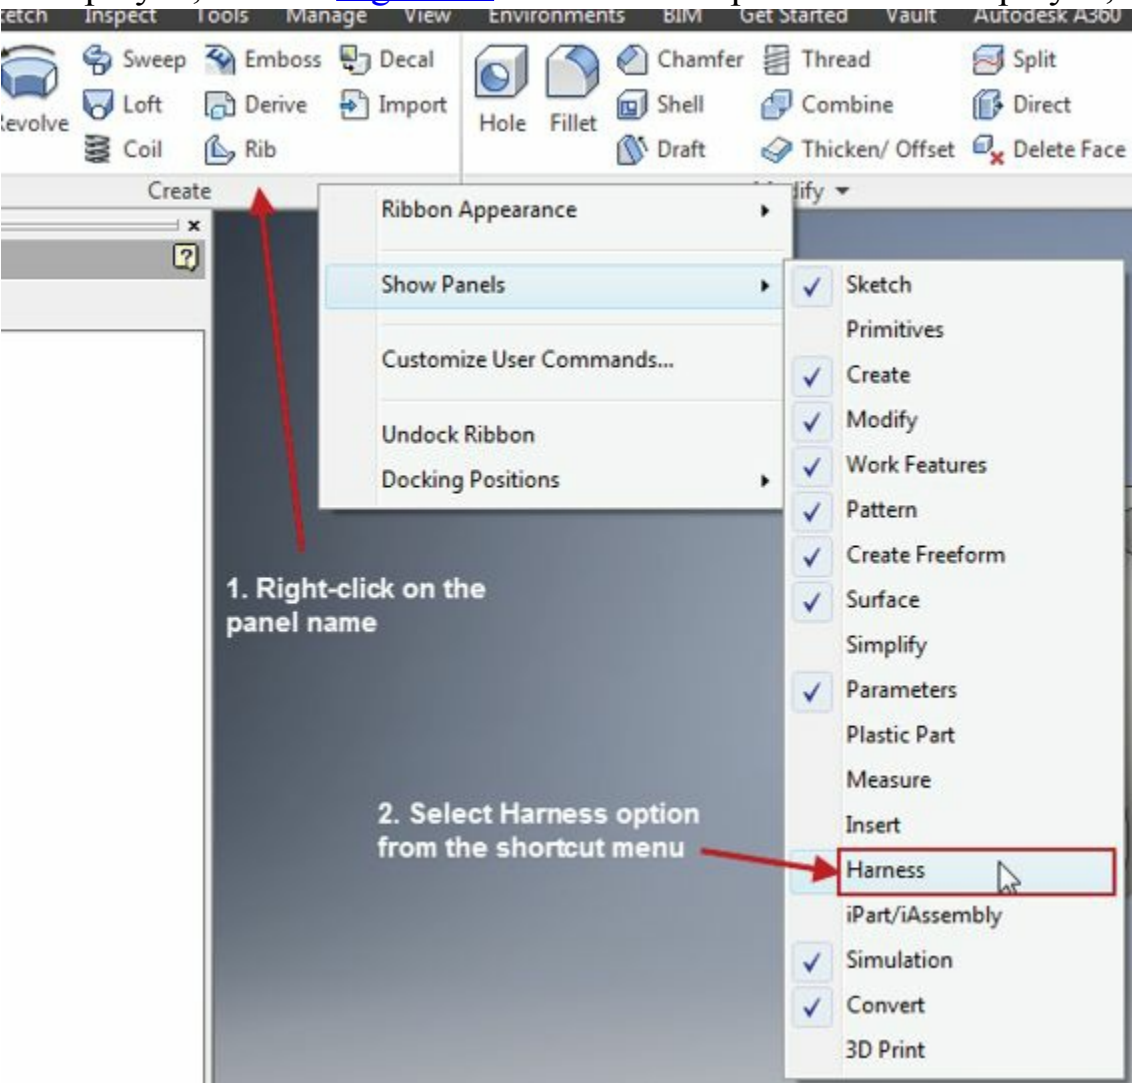 Sketch Inspect Tools Manage View Environments BIM Get Started Vault Autodesk A360
Sweep Emboss Decal Chamfer Thread Split
Loft Derive Import Shell Combine Direct
Revolve Hole Fillet
Coil Rib Draft Thicken/ Offset Delete Face
Create
Ribbon Appearance
Show Panels
Customize User Commands...
Undock Ribbon
Docking Positions
Sketch
Primitives
Create
Modify
Work Features
Pattern
Create Freeform
Surface
Simplify
Parameters
Plastic Part
Measure
Insert
Harness
iPart/iAssembly
Simulation
Convert
3D Print
1. Right-click on the
panel name
2. Select Harness option
from the shortcut menu